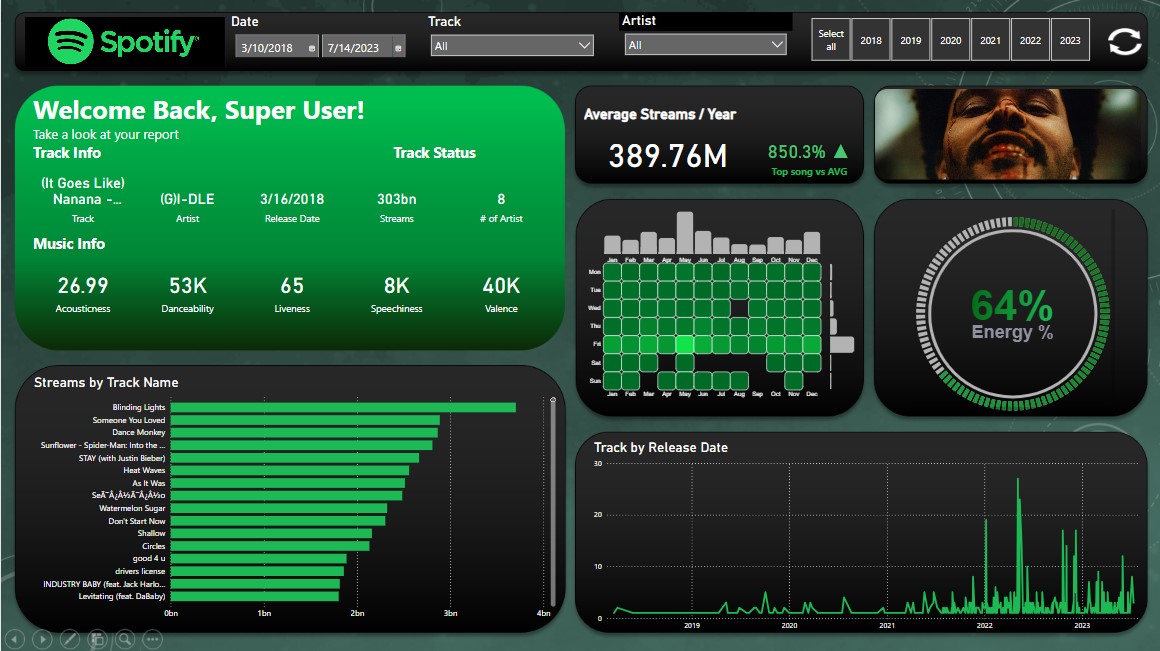 Spotify
Date
3/10/2018
7/14/2023
Track
All
Artist
All
Select
all
2018
2019
2020
2021
2022
2023
Welcome Back, Super User!
Take a look at your report
Track Info
Track Status
(It Goes Like)
Nanana -...
Track
(G)I-DLE
Artist
3/16/2018
Release Date
303bn
Streams
8
# of Artist
Music Info
26.99
Acousticness
53K
Danceability
65
Liveness
8K
Speechiness
40K
Valence
Average Streams / Year
389.76M
850.3% ▲
Top song vs AVG
Jan Feb Mar Apr May Jun Jul Aug Sep Oct Nov Dec
Mon
Tue
Wed
Thu
Fri
Sat
Sun
Jan Feb Mar Apr May Jun Jul Aug Sep Oct Nov Dec
64%
Energy %
Streams by Track Name
Blinding Lights
Someone You Loved
Dance Monkey
Sunflower - Spider-Man: Into the ...
STAY (with Justin Bieber)
Heat Waves
As It Was
Watermelon Sugar
Don't Start Now
Shallow
Circles
good 4 u
drivers license
INDUSTRY BABY (feat. Jack Harlo...
Levitating (feat. DaBaby)
0bn 1bn 2bn 3bn 4bn
Track by Release Date
30
20
10
0
2019 2020 2021 2022 2023